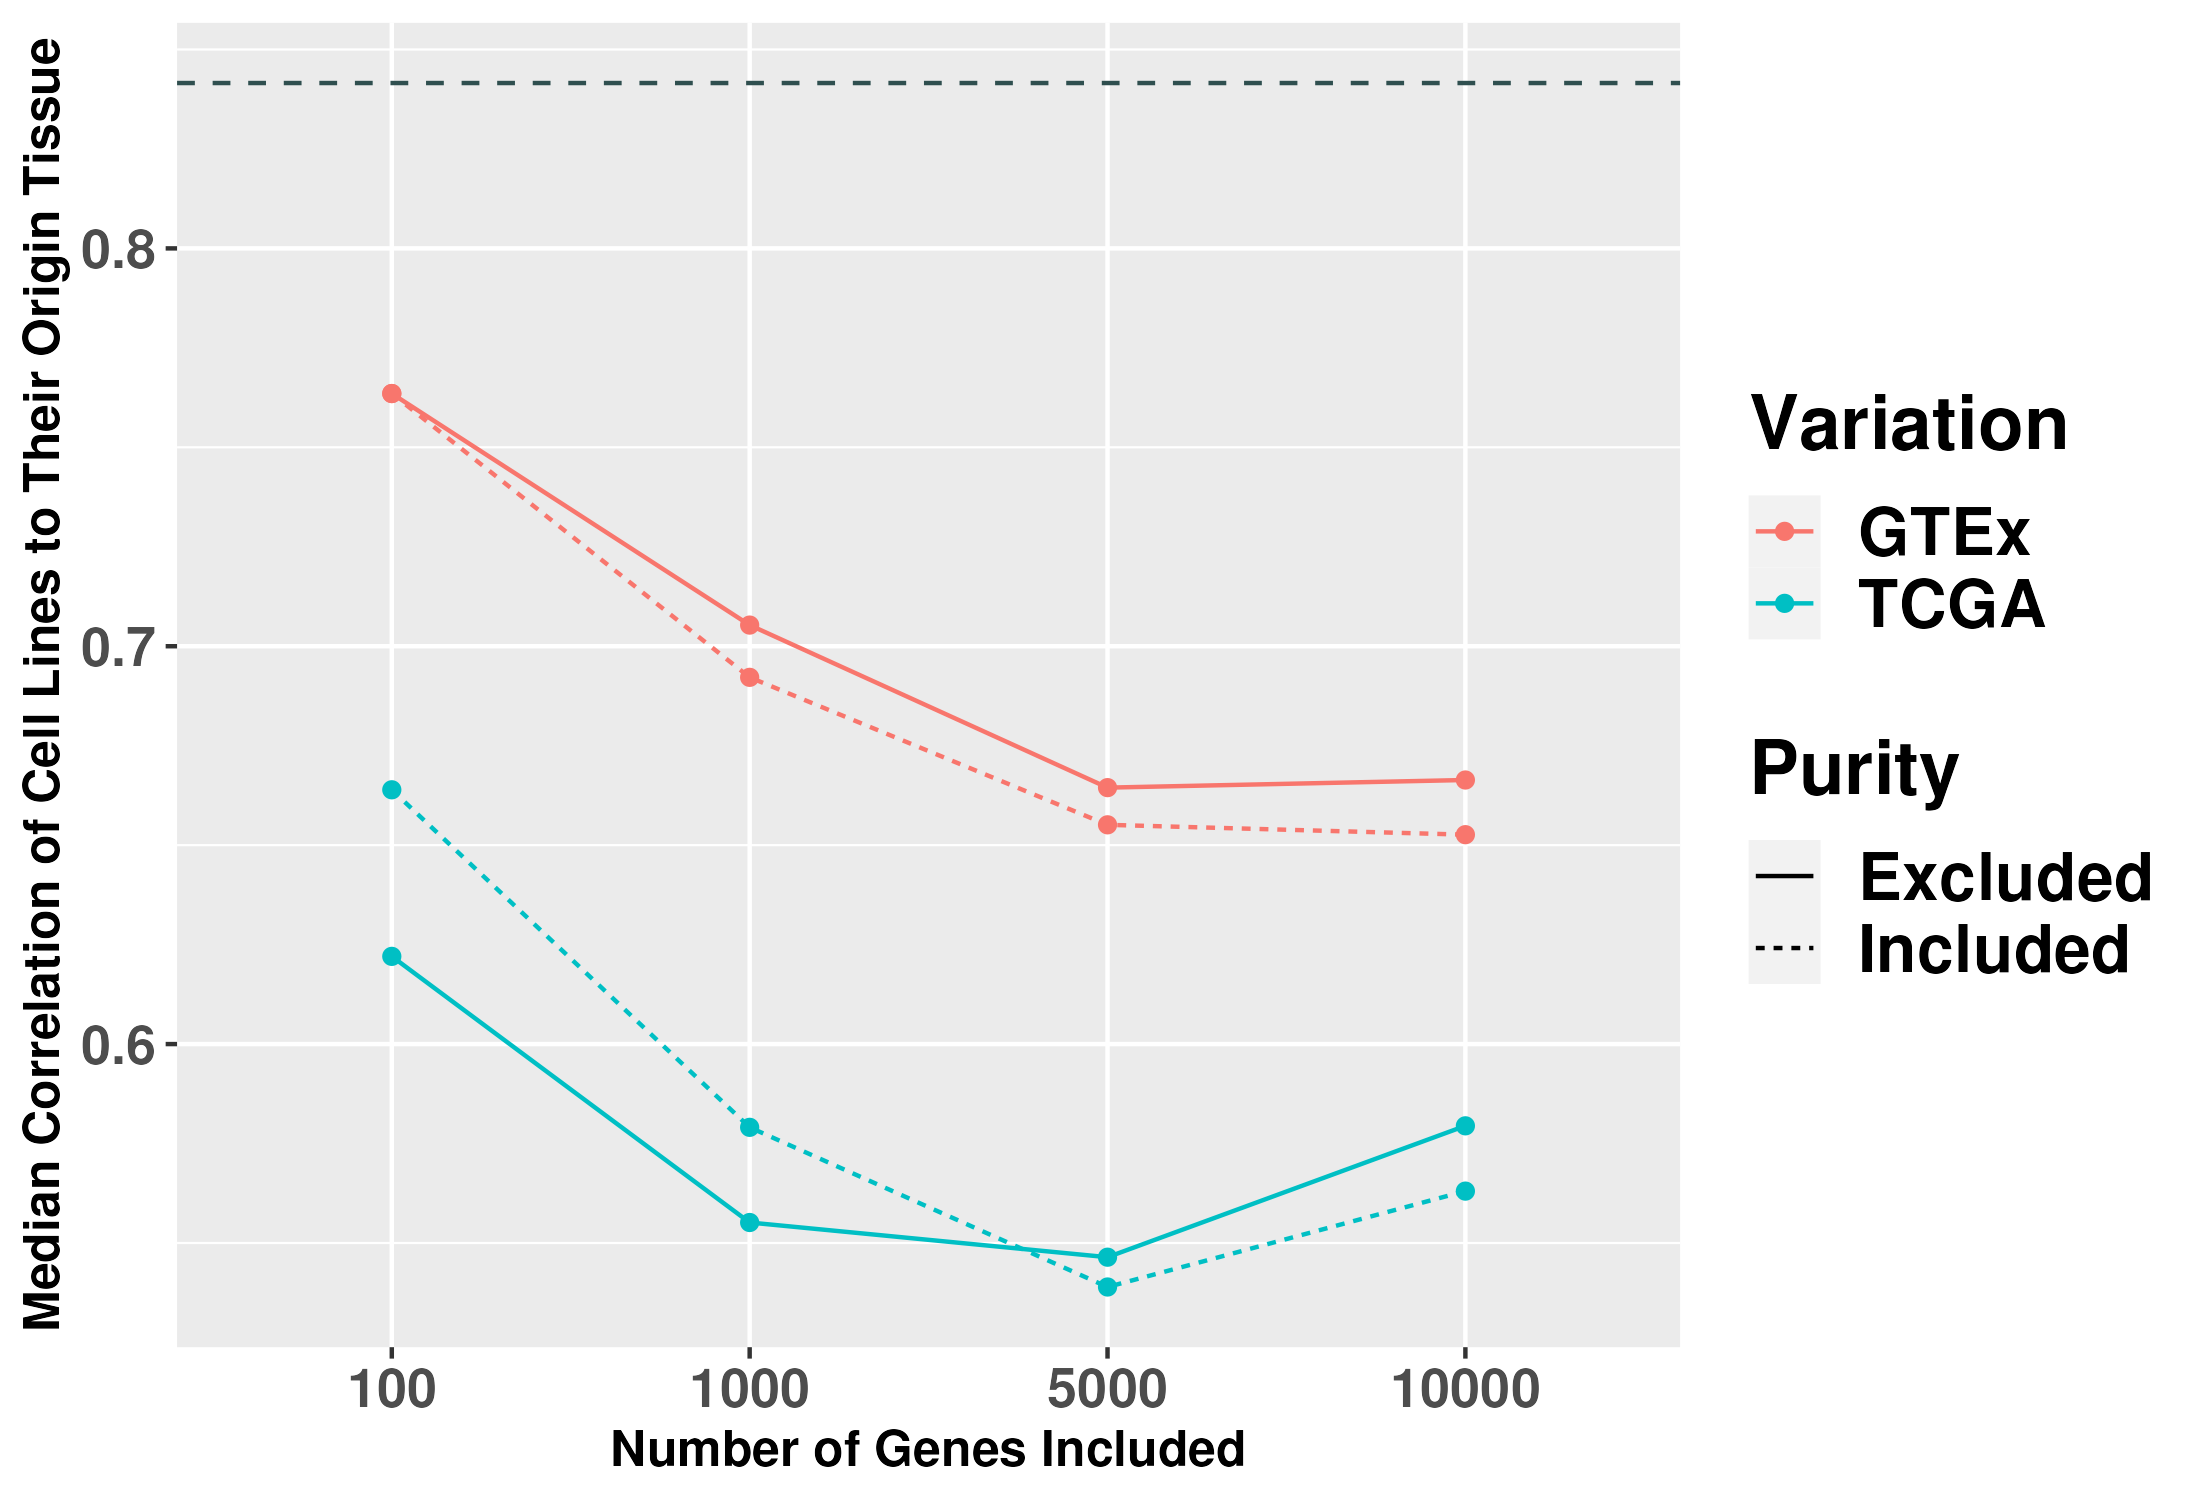 Median Correlation of Cell Lines to Their Origin Tissue
0.8
0.7
0.6
100 1000 5000 10000
Number of Genes Included
Variation
GTEx
TCGA
Purity
Excluded
Included